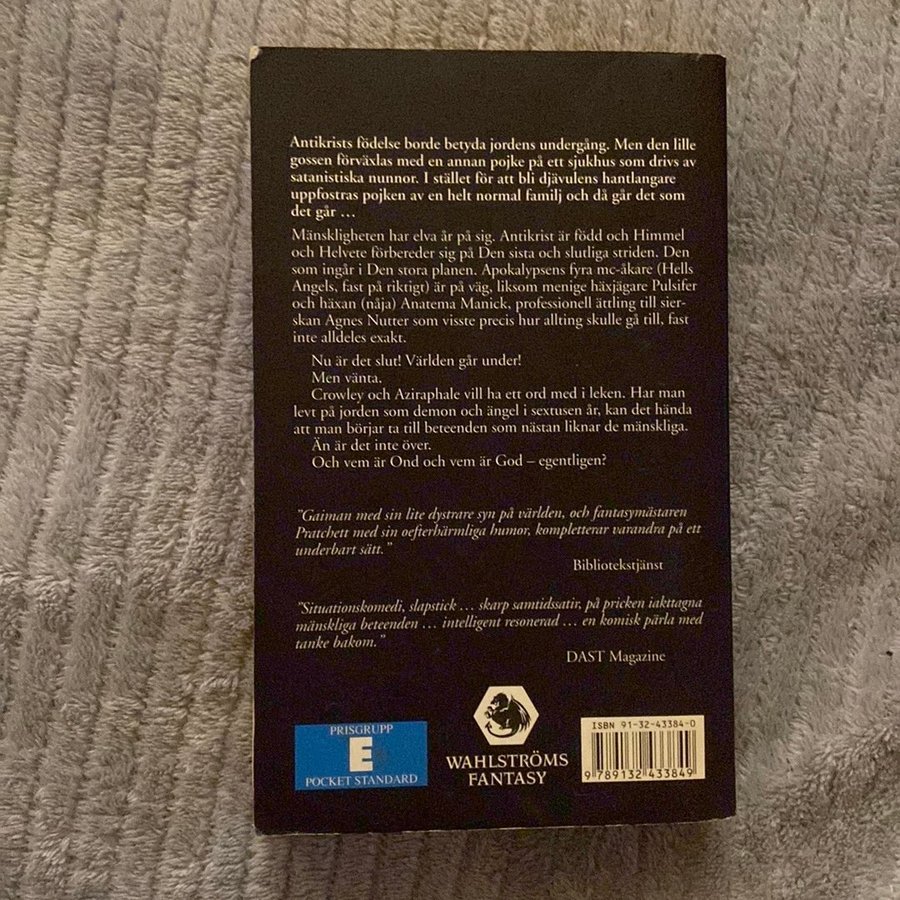 Antikrists födelse borde betyda jordens undergång. Men den lille
gossen förväxlas med en annan pojke på ett sjukhus som drivs av
satanistiska nunnor. I stället för att bli djävulens hantlangare
uppfostras pojken av en helt normal familj och då går det som
det går …
Mänskligheten har elva år på sig. Antikrist är född och Himmel
och Helvete förbereder sig på Den sista och slutliga striden. Den
som ingår i Den stora planen. Apokalypsens fyra mc-åkare (Hells
Angels, fast på riktigt) är på väg, liksom menige häxjägare Pulsifer
och häxan (nåja) Anatema Manick, professionell ättling till sier-
skan Agnes Nutter som visste precis hur allting skulle gå till, fast
inte alldeles exakt.
Nu är det slut! Världen går under!
Men vänta.
Crowley och Aziraphale vill ha ett ord med i leken. Har man
levt på jorden som demon och ängel i sextusen år, kan det hända
att man börjar ta till beteenden som nästan liknar de mänskliga.
Än är det inte över.
Och vem är Ond och vem är God – egentligen?
”Gaiman med sin lite dystrare syn på världen, och fantasymästaren
Pratchett med sin oefterhärmliga humor, kompletterar varandra på ett
underbart sätt.”
Bibliotekstjänst
”Situationskomedi, slapstick … skarp samtidssatir, på pricken iakttagna
mänskliga beteenden … intelligent resonerad … en komisk pärla med
tanke bakom.”
DAST Magazine
PRISGRUPP
E
POCKET STANDARD
WAHLSTRÖMS
FANTASY
ISBN 91-32-43384-0
9 789132 433849